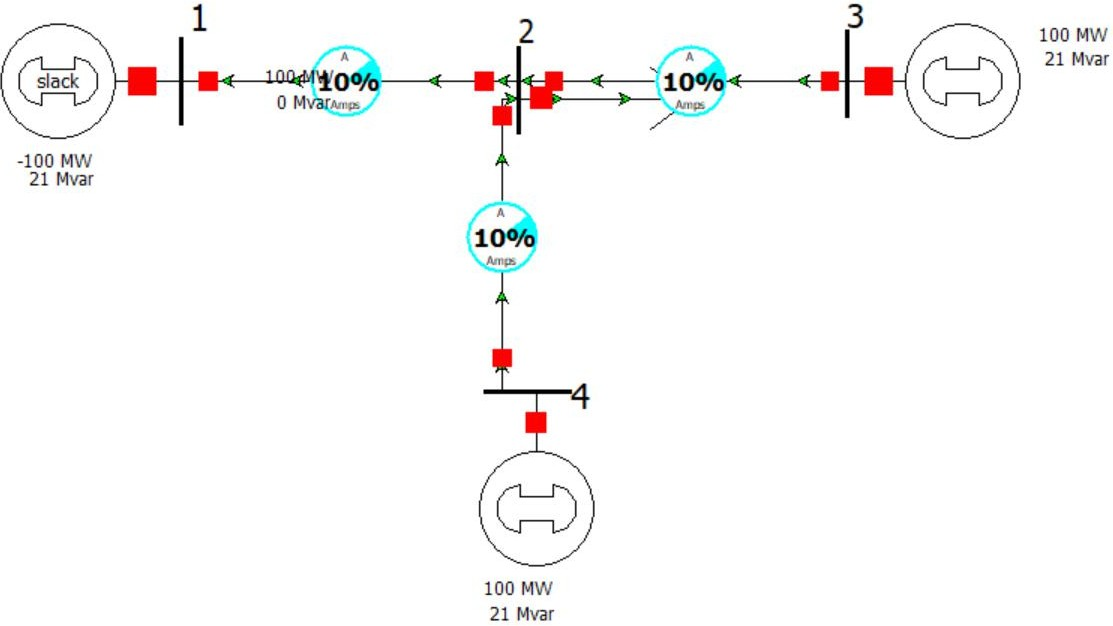 1
2
3
100 MW
21 Mvar
slack
-100 MW
21 Mvar
100 MW
0 Mvar
A
10%
Amps
A
10%
Amps
A
10%
Amps
4
100 MW
21 Mvar